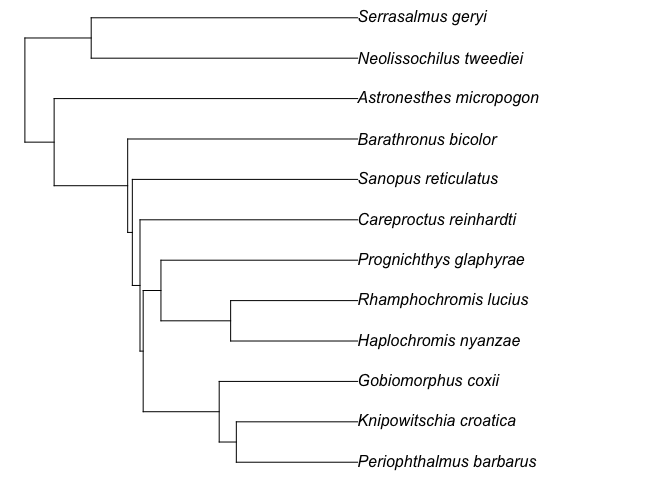 Serrasalmus geryi
Neolissochilus tweediei
Astronesthes micropogon
Barathronus bicolor
Sanopus reticulatus
Careproctus reinhardti
Prognichthys glaphyrae
Rhamphochromis lucius
Haplochromis nyanzae
Gobiomorphus coxii
Knipowitschia croatica
Periophthalmus barbarus